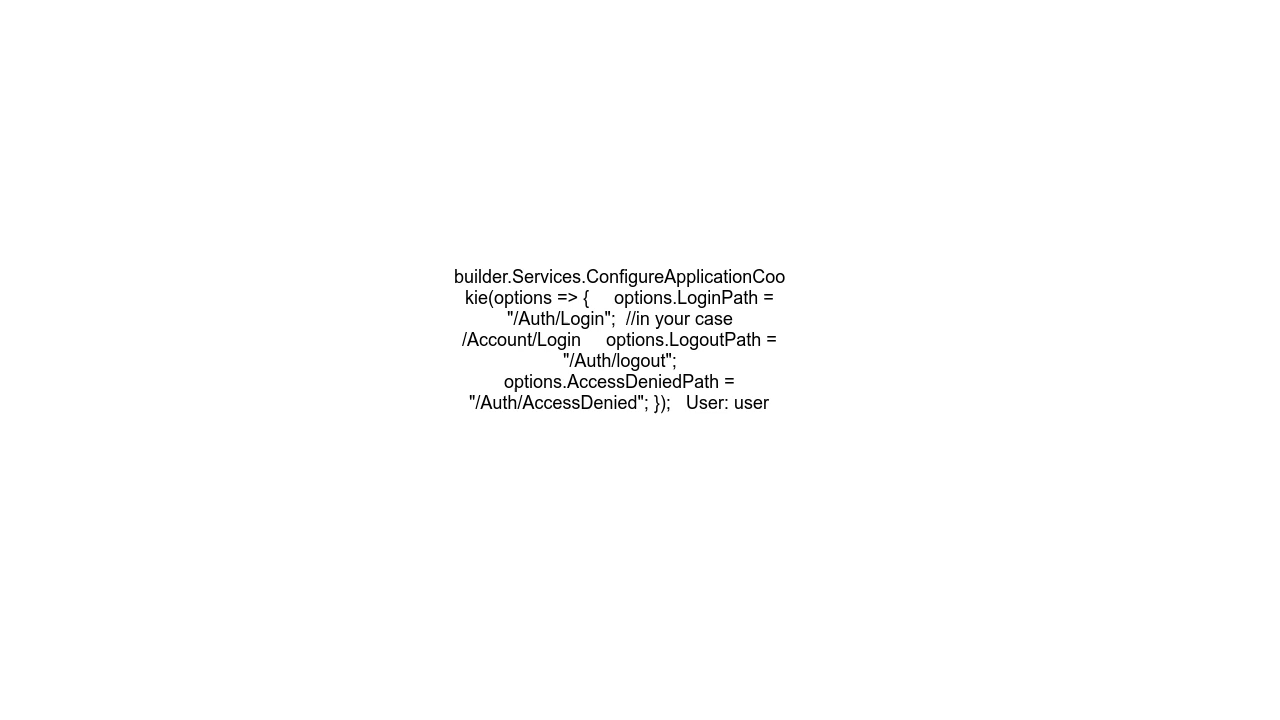 builder.Services.ConfigureApplicationCoo
kie(options => {     options.LoginPath =
"/Auth/Login";  //in your case
/Account/Login     options.LogoutPath =
"/Auth/logout";
options.AccessDeniedPath =
"/Auth/AccessDenied"; });   User: user